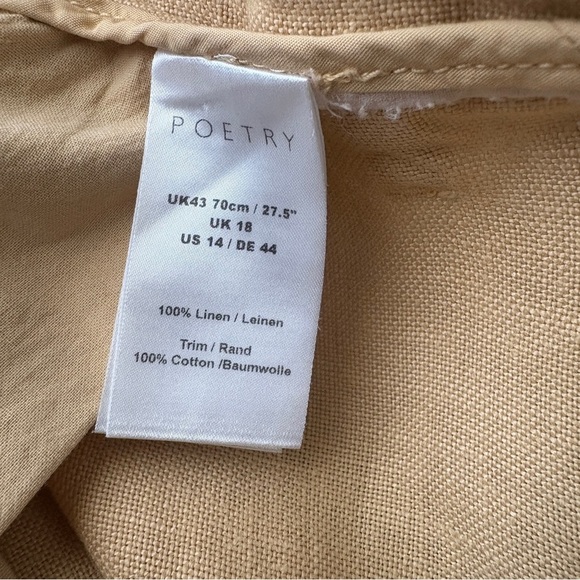 POETRY
UK43 70cm / 27.5"
UK 18
US 14 / DE 44
100% Linen / Leinen
Trim / Rand
100% Cotton /Baumwolle